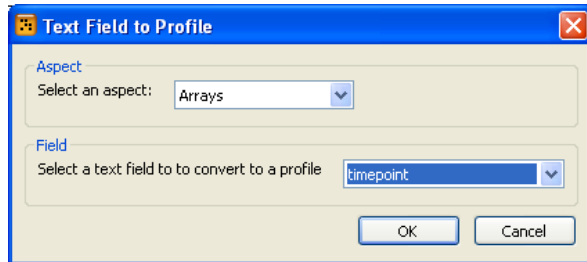 Text Field to Profile
Aspect
Select an aspect: Arrays
Field
Select a text field to to convert to a profile timepoint
OK Cancel